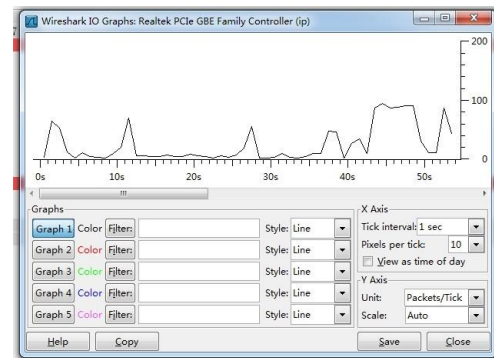 Wireshark IO Graphs: Realtek PCIe GBE Family Controller (ip)
200
100
0
0s 10s 20s 30s 40s 50s
Graphs
Graph 1 Color Filter: Style: Line
Graph 2 Color Filter: Style: Line
Graph 3 Color Filter: Style: Line
Graph 4 Color Filter: Style: Line
Graph 5 Color Filter: Style: Line
X Axis
Tick interval: 1 sec
Pixels per tick: 10
View as time of day
Y Axis
Unit: Packets/Tick
Scale: Auto
Help Copy Save Close